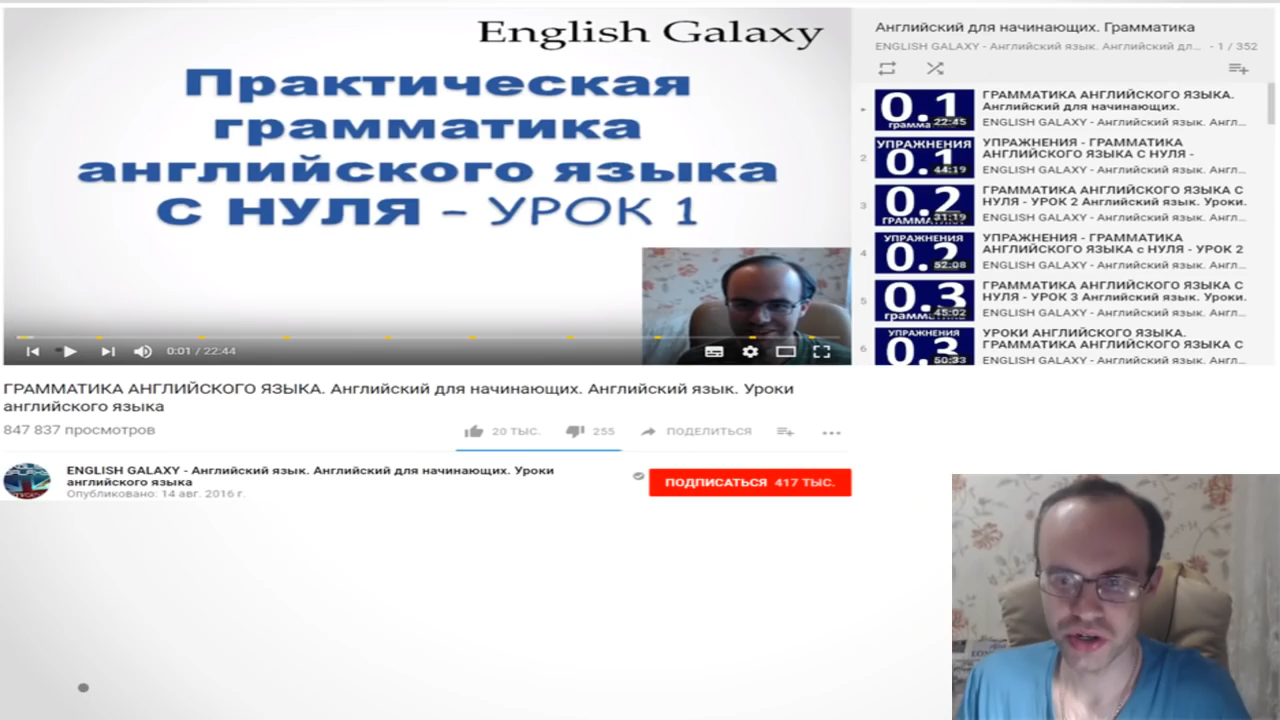 English Galaxy
Практическая
грамматика
английского языка
С НУЛЯ – УРОК 1
0:01 / 22:44
ГРАММАТИКА АНГЛИЙСКОГО ЯЗЫКА. Английский для начинающих. Английский язык. Уроки
английского языка
847 837 просмотров
20 ТЫС.
255
ПОДЕЛИТЬСЯ
ENGLISH GALAXY - Английский язык. Английский для начинающих. Уроки
английского языка
Опубликовано: 14 авг. 2016 г.
ПОДПИСАТЬСЯ 417 ТЫС.
Английский для начинающих. Грамматика
ENGLISH GALAXY - Английский язык. Английский дл... - 1 / 352
0.1
22:45
ГРАММАТИКА АНГЛИЙСКОГО ЯЗЫКА.
Английский для начинающих.
ENGLISH GALAXY - Английский язык. Англ...
2
УПРАЖНЕНИЯ
0.1
44:19
УПРАЖНЕНИЯ - ГРАММАТИКА
АНГЛИЙСКОГО ЯЗЫКА С НУЛЯ -
ENGLISH GALAXY - Английский язык. Англ...
3
0.2
31:19
ГРАММАТИКА АНГЛИЙСКОГО ЯЗЫКА С
НУЛЯ - УРОК 2 Английский язык. Уроки.
ENGLISH GALAXY - Английский язык. Англ...
4
УПРАЖНЕНИЯ
0.2
52:08
УПРАЖНЕНИЯ - ГРАММАТИКА
АНГЛИЙСКОГО ЯЗЫКА с НУЛЯ - УРОК 2
ENGLISH GALAXY - Английский язык. Англ...
5
0.3
45:02
ГРАММАТИКА АНГЛИЙСКОГО ЯЗЫКА С
НУЛЯ - УРОК 3 Английский язык. Уроки.
ENGLISH GALAXY - Английский язык. Англ...
6
УПРАЖНЕНИЯ
0.3
50:33
УРОКИ АНГЛИЙСКОГО ЯЗЫКА.
ГРАММАТИКА АНГЛИЙСКОГО ЯЗЫКА С
ENGLISH GALAXY - Английский язык. Англ...